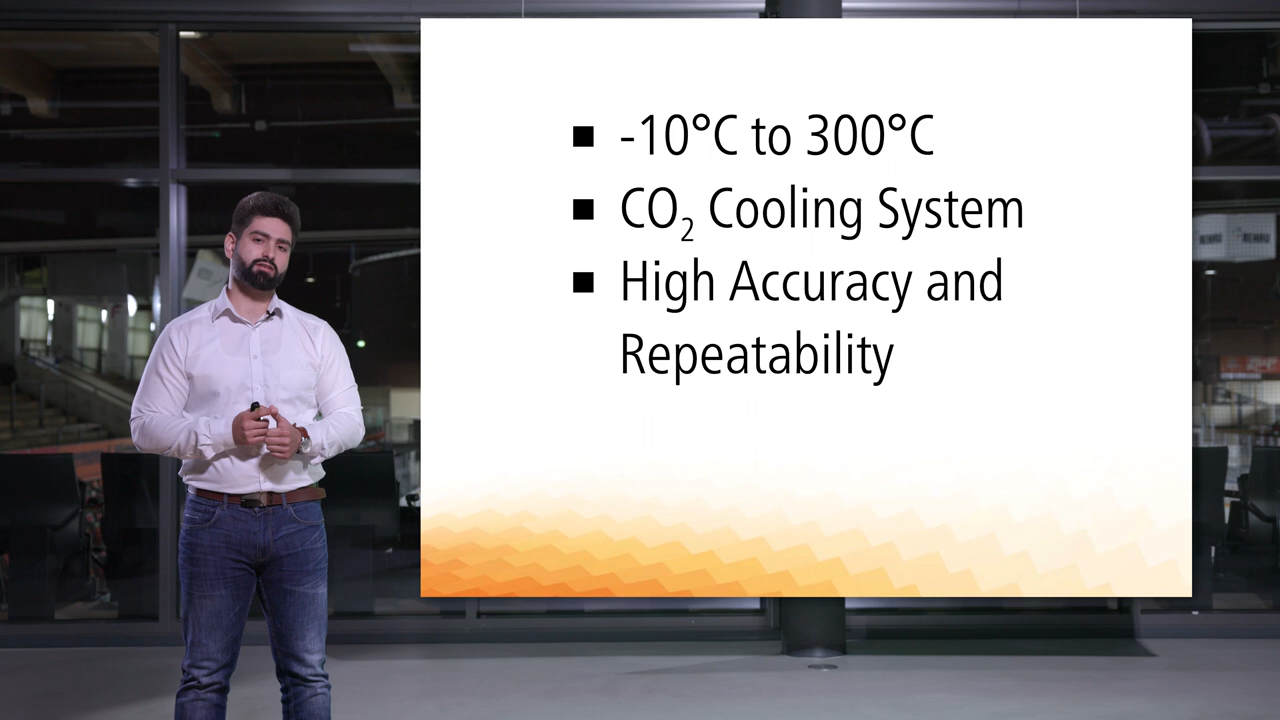 ■ -10°C to 300°C
■ CO₂ Cooling System
■ High Accuracy and
Repeatability